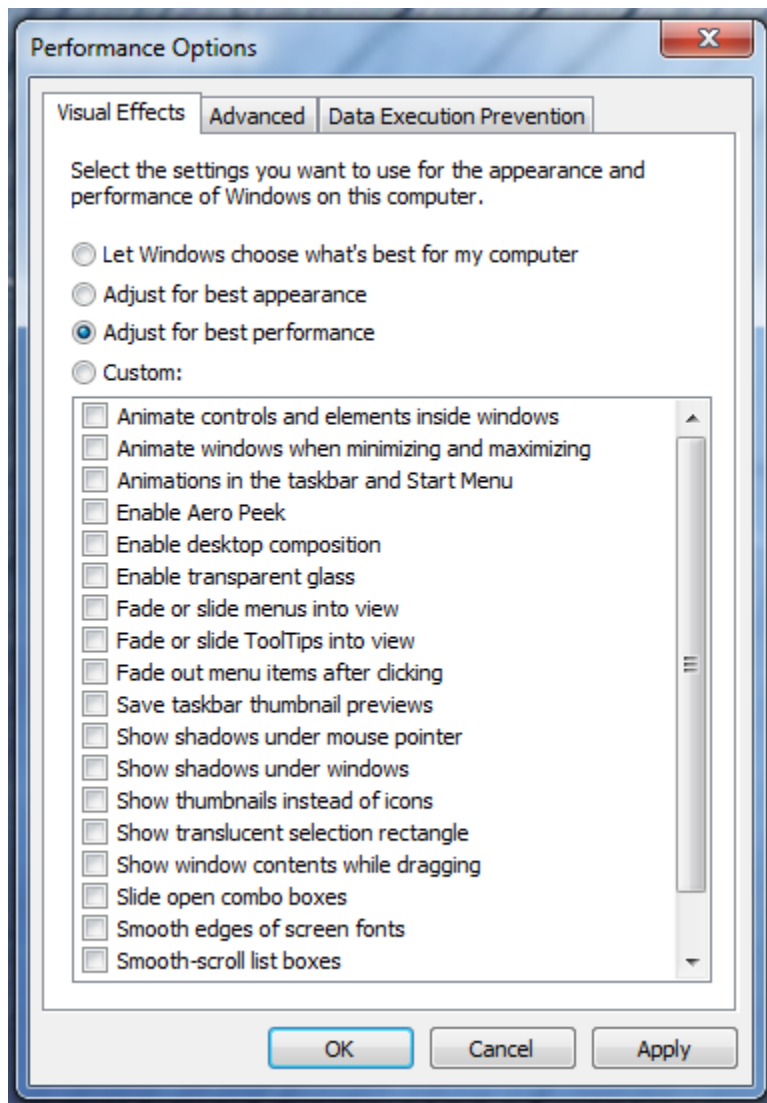 Performance Options
Visual Effects
Advanced
Data Execution Prevention
Select the settings you want to use for the appearance and
performance of Windows on this computer.
Let Windows choose what's best for my computer
Adjust for best appearance
Adjust for best performance
Custom:
Animate controls and elements inside windows
Animate windows when minimizing and maximizing
Animations in the taskbar and Start Menu
Enable Aero Peek
Enable desktop composition
Enable transparent glass
Fade or slide menus into view
Fade or slide ToolTips into view
Fade out menu items after clicking
Save taskbar thumbnail previews
Show shadows under mouse pointer
Show shadows under windows
Show thumbnails instead of icons
Show translucent selection rectangle
Show window contents while dragging
Slide open combo boxes
Smooth edges of screen fonts
Smooth-scroll list boxes
OK
Cancel
Apply